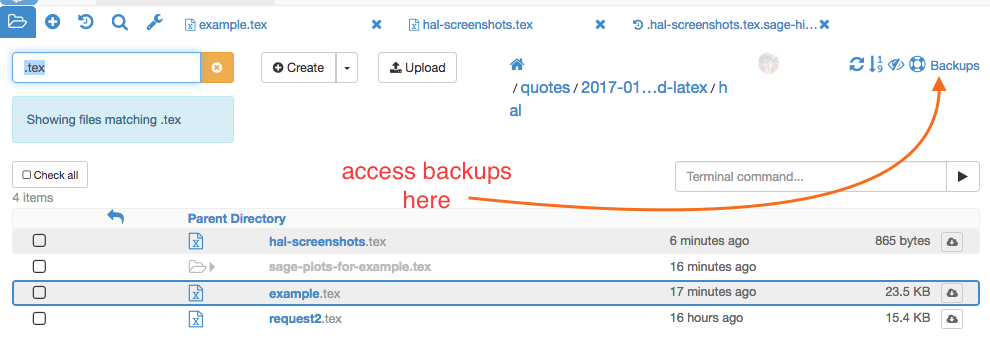 example.tex
hal-screenshots.tex
.hal-screenshots.tex.sage-hi...
.tex
Create
Upload
/ quotes / 2017-01...d-latex / h
al
Backups
Showing files matching .tex
Check all
4 items
access backups
here
Terminal command...
Parent Directory
hal-screenshots.tex 6 minutes ago 865 bytes
sage-plots-for-example.tex 16 minutes ago
example.tex 17 minutes ago 23.5 KB
request2.tex 16 hours ago 15.4 KB